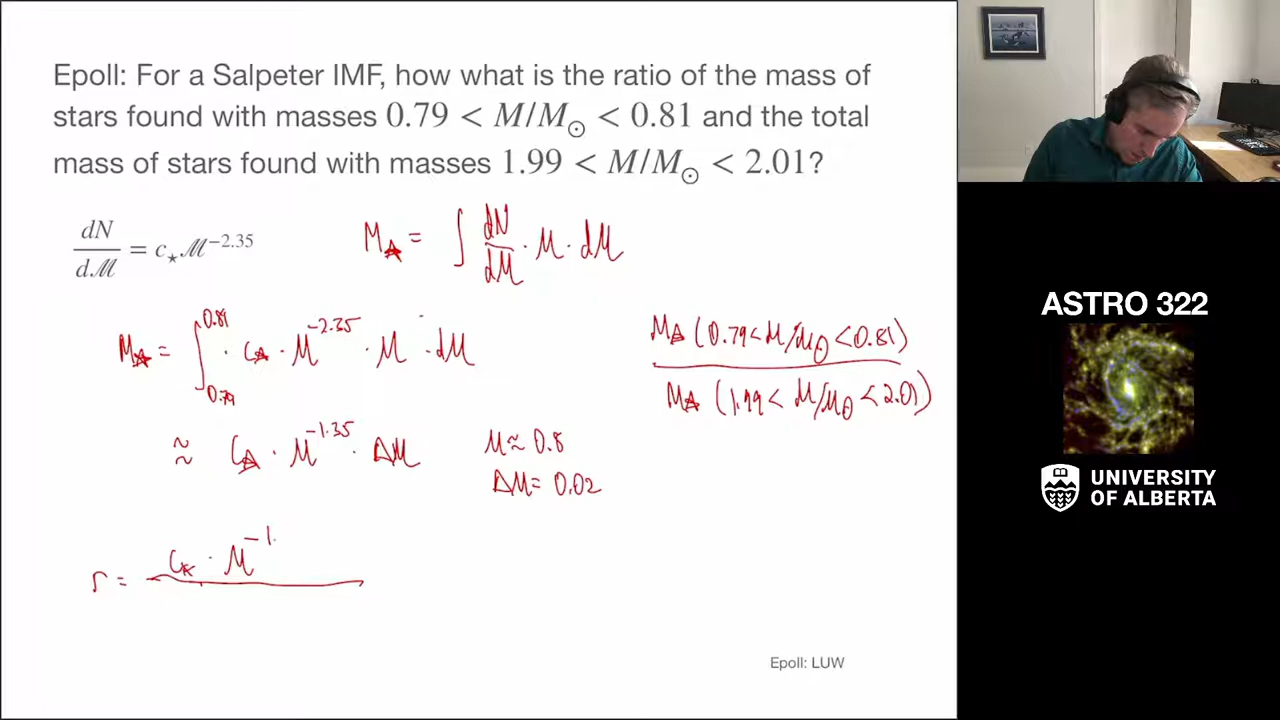 Epoll: For a Salpeter IMF, how what is the ratio of the mass of
stars found with masses 0.79 < M/M⊙ < 0.81 and the total
mass of stars found with masses 1.99 < M/M⊙ < 2.01?
dN/dℳ = c⋆ ℳ^−2.35
M⋆ = ∫ dN/dM · M · dM
M⋆ = ∫_0.79^0.81 · c⋆ · M^−2.35 · M · dM
M⋆ (0.79 < M/M⊙ < 0.81)
M⋆ (1.99 < M/M⊙ < 2.01)
≈ c⋆ · M^−1.35 · ΔM
M ≈ 0.8
ΔM = 0.02
r = c⋆ · M^−1.
Epoll: LUW
ASTRO 322
UNIVERSITY
OF ALBERTA